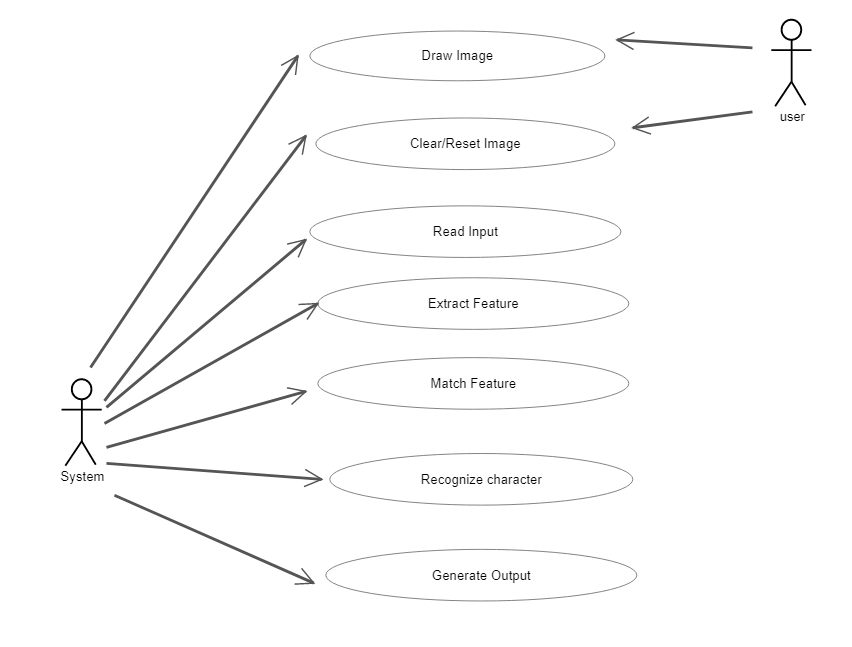 Draw Image
user
Clear/Reset Image
Read Input
Extract Feature
Match Feature
System
Recognize character
Generate Output